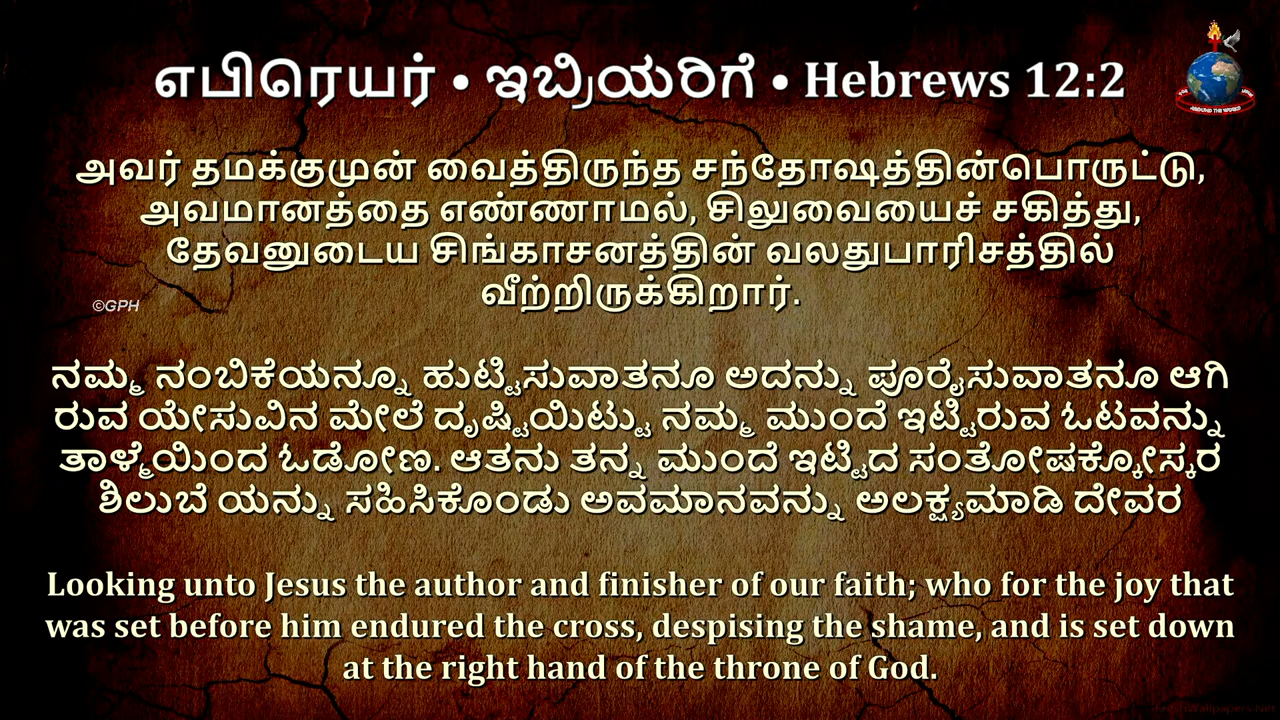 எபிரெயர் • ಇಬ್ರಿಯರಿಗೆ • Hebrews 12:2
அவர் தமக்குமுன் வைத்திருந்த சந்தோஷத்தின்பொருட்டு,
அவமானத்தை எண்ணாமல், சிலுவையைச் சகித்து,
தேவனுடைய சிங்காசனத்தின் வலதுபாரிசத்தில்
வீற்றிருக்கிறார்.
©GPH
ನಮ್ಮ ನಂಬಿಕೆಯನ್ನೂ ಹುಟ್ಟಿಸುವಾತನೂ ಅದನ್ನು ಪೂರೈಸುವಾತನೂ ಆಗಿ
ರುವ ಯೇಸುವಿನ ಮೇಲೆ ದೃಷ್ಟಿಯಿಟ್ಟು ನಮ್ಮ ಮುಂದೆ ಇಟ್ಟಿರುವ ಓಟವನ್ನು
ತಾಳ್ಮೆಯಿಂದ ಓಡೋಣ. ಆತನು ತನ್ನ ಮುಂದೆ ಇಟ್ಟಿದ ಸಂತೋಷಕ್ಕೋಸ್ಕರ
ಶಿಲುಬೆ ಯನ್ನು ಸಹಿಸಿಕೊಂಡು ಅವಮಾನವನ್ನು ಅಲಕ್ಷ್ಯಮಾಡಿ ದೇವರ
Looking unto Jesus the author and finisher of our faith; who for the joy that
was set before him endured the cross, despising the shame, and is set down
at the right hand of the throne of God.
AROUND THE WORLD